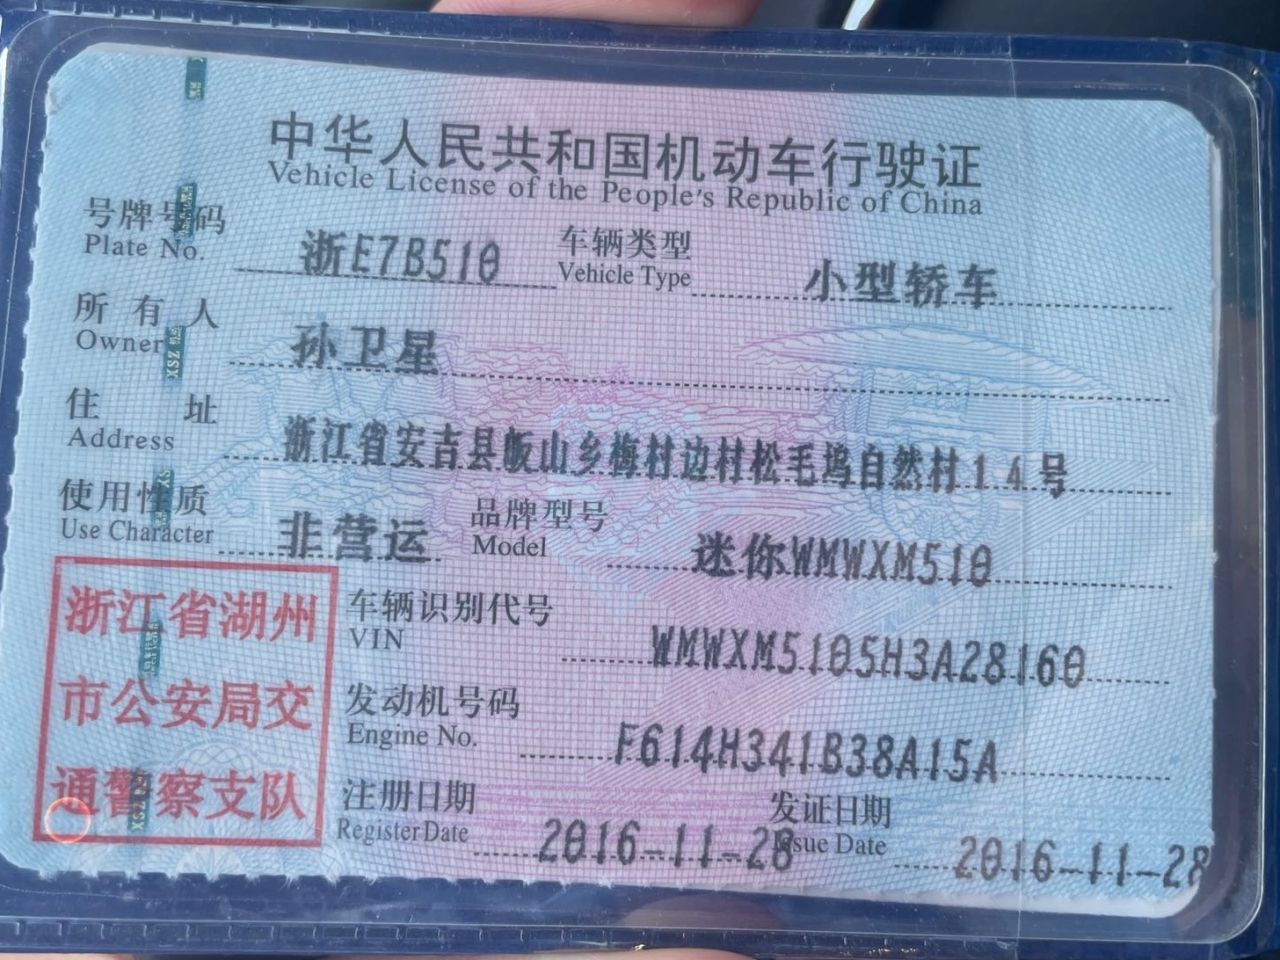 中华人民共和国机动车行驶证
Vehicle License of the People's Republic of China
号牌号码 浙E7B510 车辆类型 小型轿车
Plate No. Vehicle Type
所有人 孙卫星
Owner
住址 浙江省安吉县皈山乡梅村边村松毛坞自然村14号
Address
使用性质 非营运 品牌型号 迷你WMWXM510
Use Character Model
浙江省湖州
市公安局交
通警察支队
车辆识别代号 WMWXM5105H3A28160
VIN
发动机号码 F614H341B38A15A
Engine No.
注册日期 2016-11-28 发证日期 2016-11-28
Register Date Issue Date